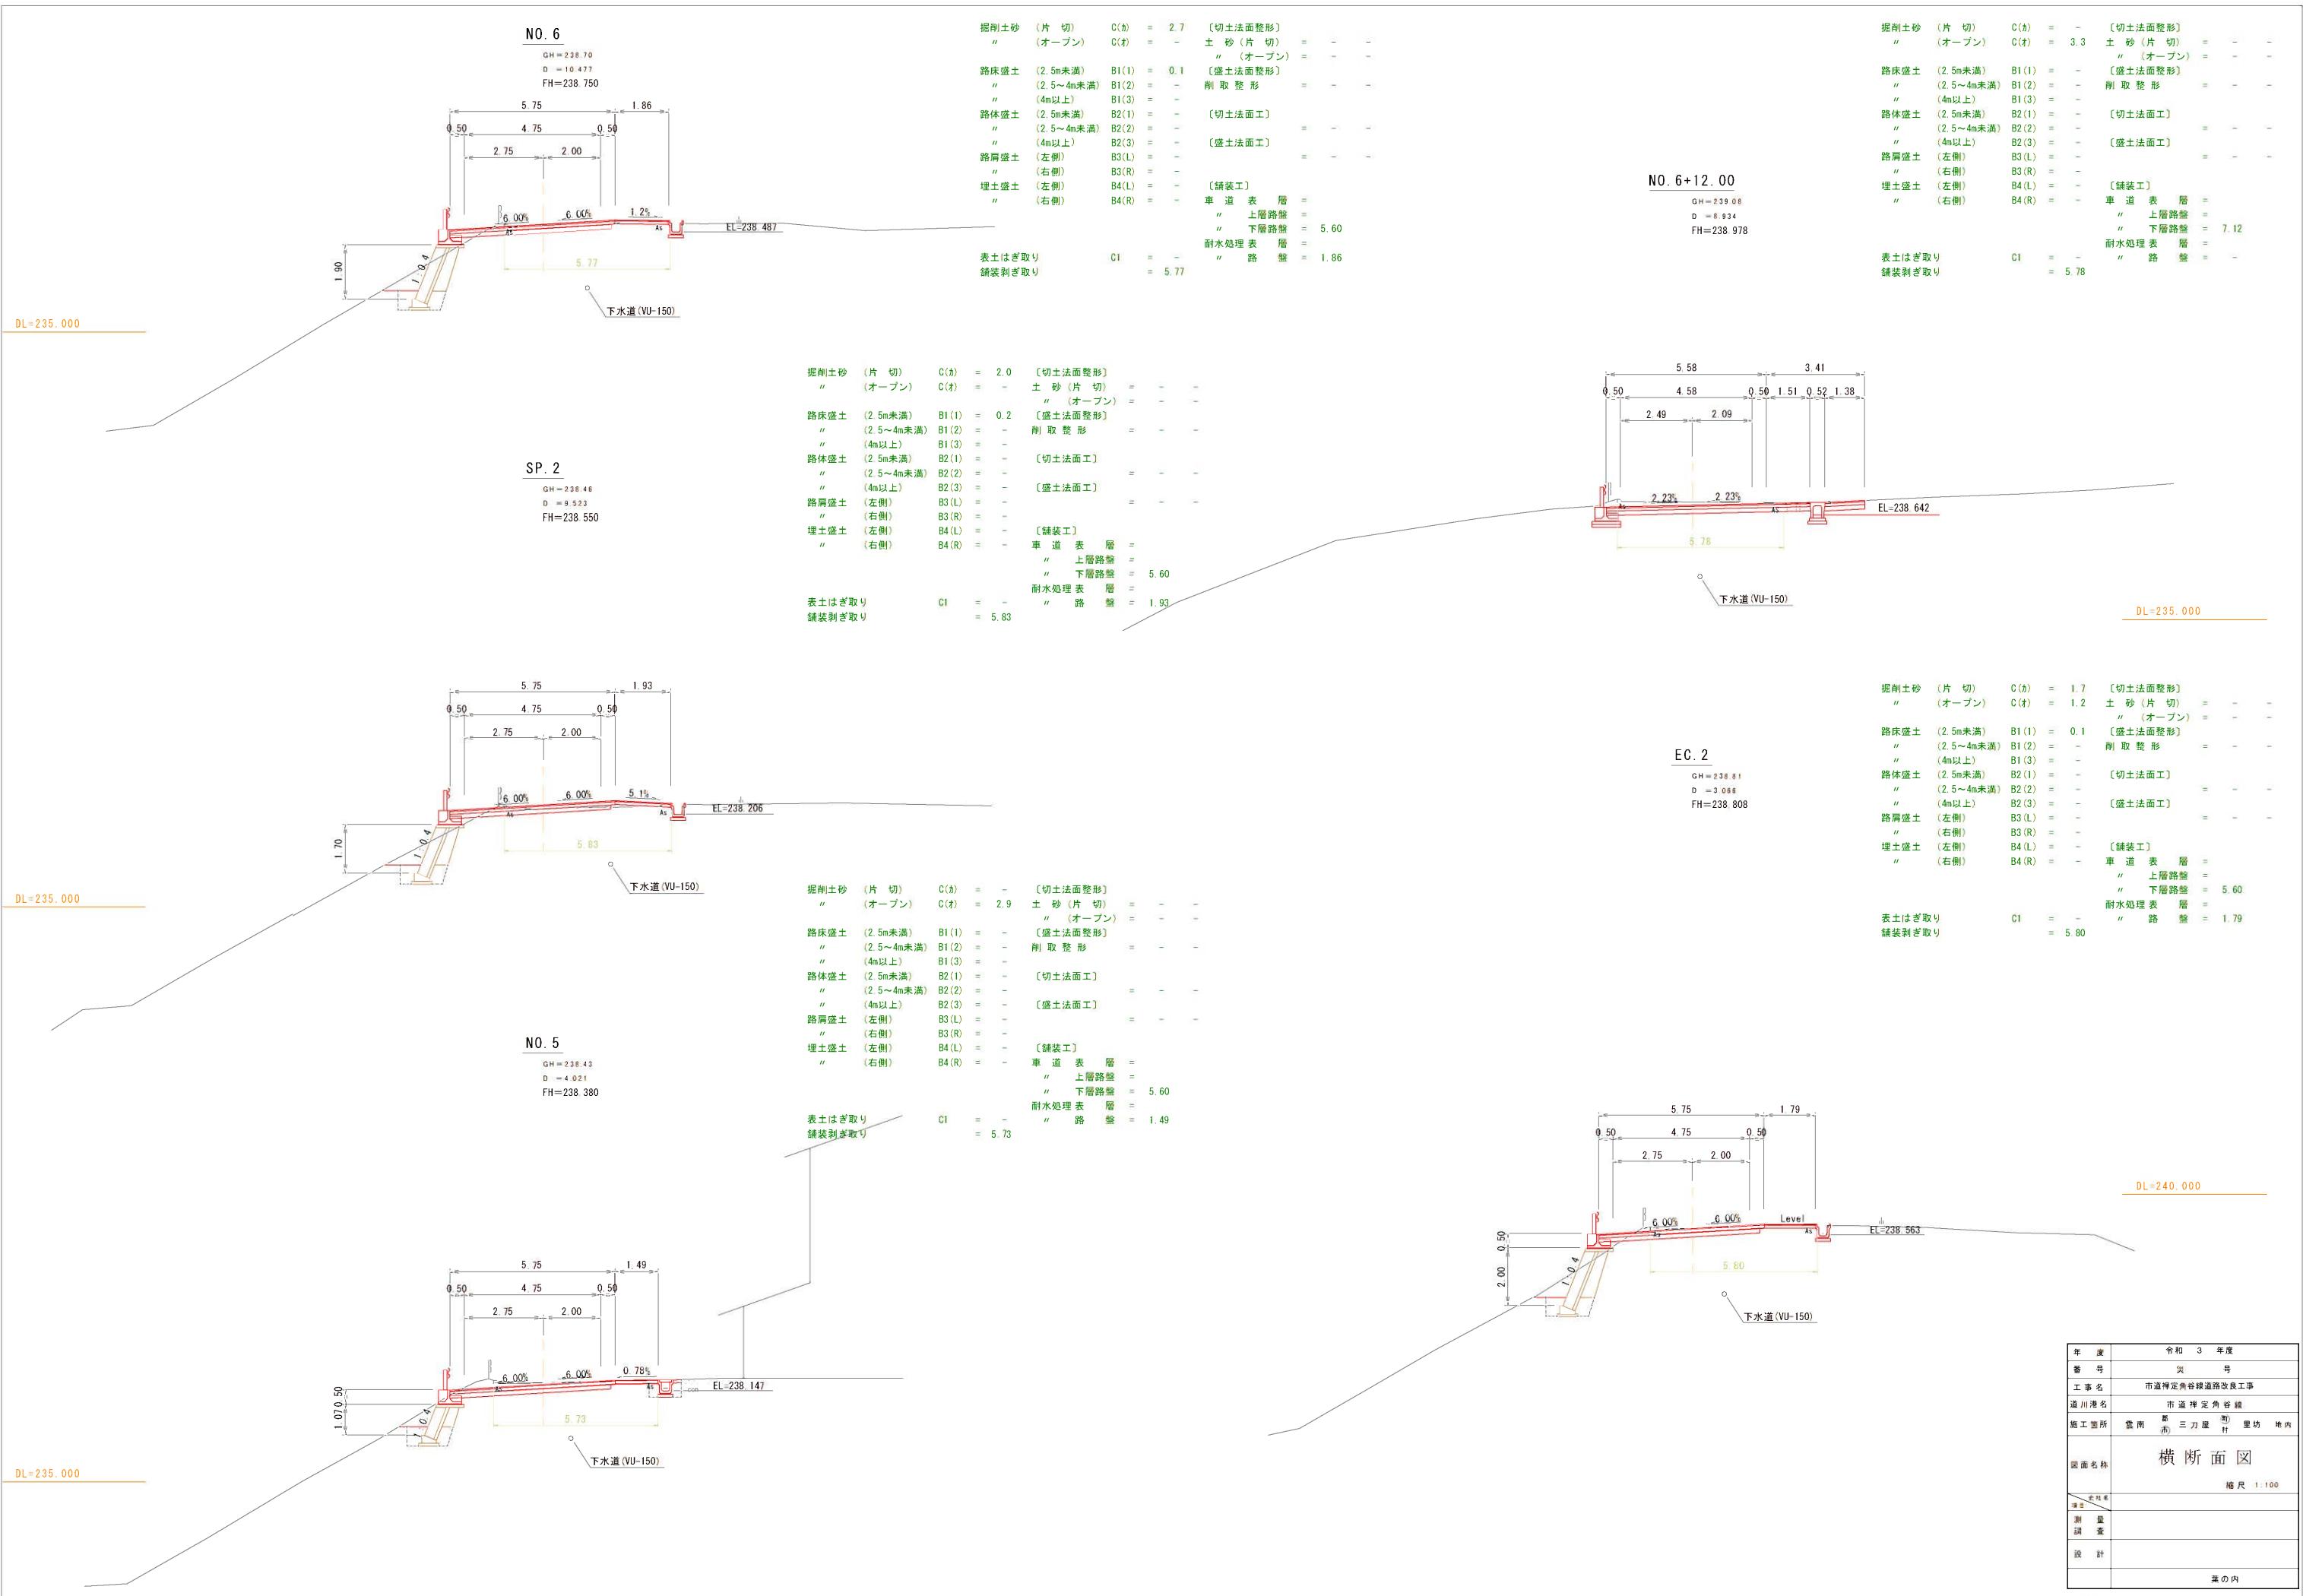 NO.6
GH=238.70
D =10.477
FH=238.750
5.75 1.86
0.50 4.75 0.50
2.75 2.00
6.00% 6.00% 1.2%
As As
EL=238.487
1.90
1:0.4
5.77
下水道(VU-150)
DL=235.000
掘削土砂 (片 切) C(カ) = 2.7 〔切土法面整形〕
〃 (オープン) C(オ) = - 土 砂 (片 切) = - -
〃 (オープン) = - -
路床盛土 (2.5m未満) B1(1) = 0.1 〔盛土法面整形〕
〃 (2.5~4m未満) B1(2) = - 削 取 整 形 = - -
〃 (4m以上) B1(3) = -
路体盛土 (2.5m未満) B2(1) = - 〔切土法面工〕
〃 (2.5~4m未満) B2(2) = - = - -
〃 (4m以上) B2(3) = - 〔盛土法面工〕
路肩盛土 (左側) B3(L) = - = - -
〃 (右側) B3(R) = -
埋土盛土 (左側) B4(L) = - 〔舗装工〕
〃 (右側) B4(R) = - 車 道 表 層 =
〃 上層路盤 =
〃 下層路盤 = 5.60
耐水処理 表 層 =
表土はぎ取り C1 = - 〃 路 盤 = 1.86
舗装剥ぎ取り = 5.77
NO.6+12.00
GH=239.08
D =8.934
FH=238.978
掘削土砂 (片 切) C(カ) = - 〔切土法面整形〕
〃 (オープン) C(オ) = 3.3 土 砂 (片 切) = - -
〃 (オープン) = - -
路床盛土 (2.5m未満) B1(1) = - 〔盛土法面整形〕
〃 (2.5~4m未満) B1(2) = - 削 取 整 形 = - -
〃 (4m以上) B1(3) = -
路体盛土 (2.5m未満) B2(1) = - 〔切土法面工〕
〃 (2.5~4m未満) B2(2) = - = - -
〃 (4m以上) B2(3) = - 〔盛土法面工〕
路肩盛土 (左側) B3(L) = - = - -
〃 (右側) B3(R) = -
埋土盛土 (左側) B4(L) = - 〔舗装工〕
〃 (右側) B4(R) = - 車 道 表 層 =
〃 上層路盤 =
〃 下層路盤 = 7.12
耐水処理 表 層 =
表土はぎ取り C1 = - 〃 路 盤 = -
舗装剥ぎ取り = 5.78
5.58 3.41
0.50 4.58 0.50 1.51 0.52 1.38
2.49 2.09
2.23% 2.23%
As As
EL=238.642
5.78
下水道(VU-150)
DL=235.000
SP.2
GH=238.46
D =9.523
FH=238.550
掘削土砂 (片 切) C(カ) = 2.0 〔切土法面整形〕
〃 (オープン) C(オ) = - 土 砂 (片 切) = - -
〃 (オープン) = - -
路床盛土 (2.5m未満) B1(1) = 0.2 〔盛土法面整形〕
〃 (2.5~4m未満) B1(2) = - 削 取 整 形 = - -
〃 (4m以上) B1(3) = -
路体盛土 (2.5m未満) B2(1) = - 〔切土法面工〕
〃 (2.5~4m未満) B2(2) = - = - -
〃 (4m以上) B2(3) = - 〔盛土法面工〕
路肩盛土 (左側) B3(L) = - = - -
〃 (右側) B3(R) = -
埋土盛土 (左側) B4(L) = - 〔舗装工〕
〃 (右側) B4(R) = - 車 道 表 層 =
〃 上層路盤 =
〃 下層路盤 = 5.60
耐水処理 表 層 =
表土はぎ取り C1 = - 〃 路 盤 = 1.93
舗装剥ぎ取り = 5.83
5.75 1.93
0.50 4.75 0.50
2.75 2.00
6.00% 6.00% 5.1%
As As
EL=238.206
1.70
1:0.4
5.83
下水道(VU-150)
DL=235.000
EC.2
GH=238.81
D =3.066
FH=238.808
掘削土砂 (片 切) C(カ) = 1.7 〔切土法面整形〕
〃 (オープン) C(オ) = 1.2 土 砂 (片 切) = - -
〃 (オープン) = - -
路床盛土 (2.5m未満) B1(1) = 0.1 〔盛土法面整形〕
〃 (2.5~4m未満) B1(2) = - 削 取 整 形 = - -
〃 (4m以上) B1(3) = -
路体盛土 (2.5m未満) B2(1) = - 〔切土法面工〕
〃 (2.5~4m未満) B2(2) = - = - -
〃 (4m以上) B2(3) = - 〔盛土法面工〕
路肩盛土 (左側) B3(L) = - = - -
〃 (右側) B3(R) = -
埋土盛土 (左側) B4(L) = - 〔舗装工〕
〃 (右側) B4(R) = - 車 道 表 層 =
〃 上層路盤 =
〃 下層路盤 = 5.60
耐水処理 表 層 =
表土はぎ取り C1 = - 〃 路 盤 = 1.79
舗装剥ぎ取り = 5.80
5.75 1.79
0.50 4.75 0.50
2.75 2.00
6.00% 6.00% Level
As As
EL=238.563
0.50
2.00
1:0.4
5.80
下水道(VU-150)
DL=240.000
NO.5
GH=238.43
D =4.021
FH=238.380
掘削土砂 (片 切) C(カ) = - 〔切土法面整形〕
〃 (オープン) C(オ) = 2.9 土 砂 (片 切) = - -
〃 (オープン) = - -
路床盛土 (2.5m未満) B1(1) = - 〔盛土法面整形〕
〃 (2.5~4m未満) B1(2) = - 削 取 整 形 = - -
〃 (4m以上) B1(3) = -
路体盛土 (2.5m未満) B2(1) = - 〔切土法面工〕
〃 (2.5~4m未満) B2(2) = - = - -
〃 (4m以上) B2(3) = - 〔盛土法面工〕
路肩盛土 (左側) B3(L) = - = - -
〃 (右側) B3(R) = -
埋土盛土 (左側) B4(L) = - 〔舗装工〕
〃 (右側) B4(R) = - 車 道 表 層 =
〃 上層路盤 =
〃 下層路盤 = 5.60
耐水処理 表 層 =
表土はぎ取り C1 = - 〃 路 盤 = 1.49
舗装剥ぎ取り = 5.73
5.75 1.49
0.50 4.75 0.50
2.75 2.00
6.00% 6.00% 0.78%
As As
con
EL=238.147
0.50
1.07
1:0.4
5.73
下水道(VU-150)
DL=235.000
年 度 令和 3 年度
番 号 図 号
工 事 名 市道禅定角谷線道路改良工事
道川港名 市 道 禅 定 角 谷 線
施工箇所 雲南 郡 市 三 刀 屋 町 村 里坊 地内
図面名称 横 断 面 図
縮 尺 1:100
会社名
項目
測 量
調 査
設 計
葉の内